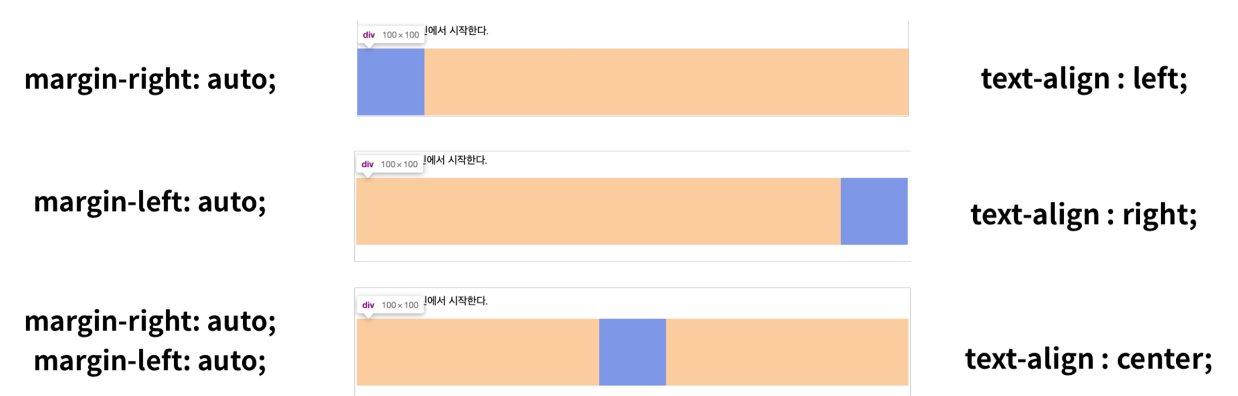 div 100 × 100 에서 시작한다.
margin-right: auto;
text-align : left;
div 100 × 100 에서 시작한다.
margin-left: auto;
text-align : right;
div 100 × 100 에서 시작한다.
margin-right: auto;
margin-left: auto;
text-align : center;